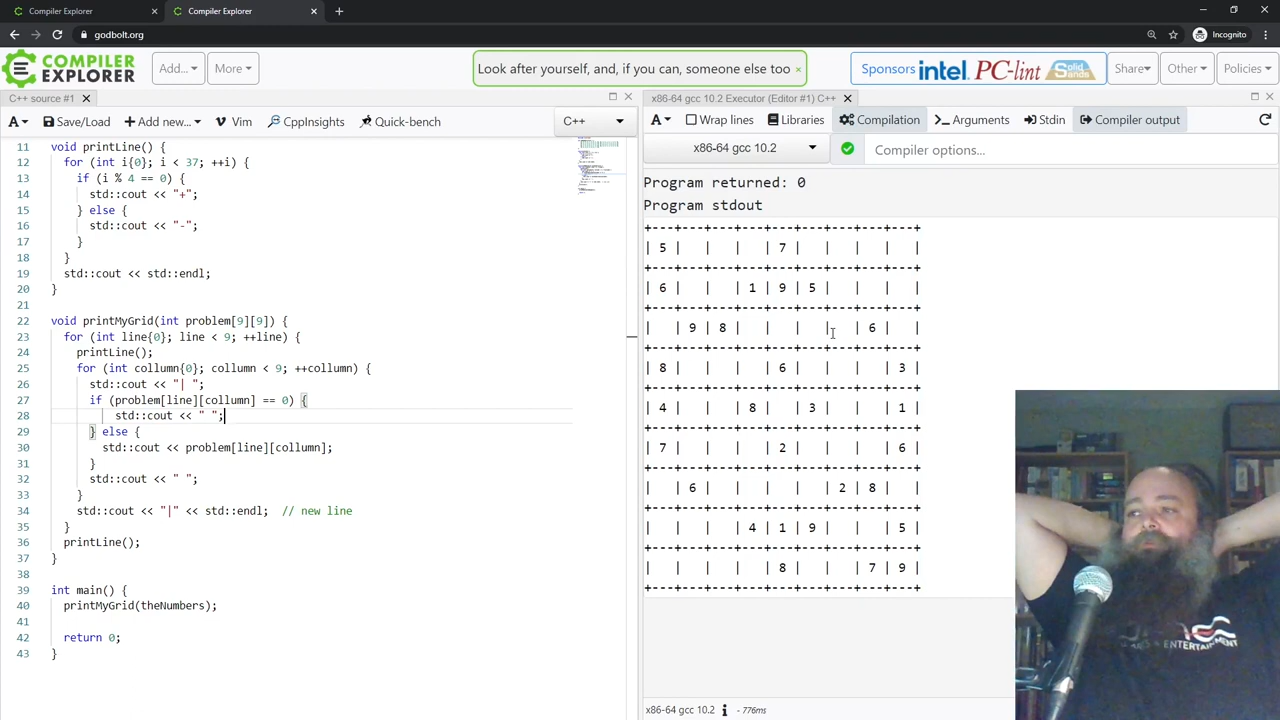 Compiler Explorer
Compiler Explorer
godbolt.org
Incognito
COMPILER
EXPLORER
Add...
More
Look after yourself, and, if you can, someone else too ×
Sponsors intel PC-lint Solid Sands
Share
Other
Policies
C++ source #1
A
Save/Load
Add new...
Vim
CppInsights
Quick-bench
C++
11 void printLine() {
12 for (int i{0}; i < 37; ++i) {
13 if (i % 4 == 0) {
14 std::cout << "+";
15 } else {
16 std::cout << "-";
17 }
18 }
19 std::cout << std::endl;
20 }
21
22 void printMyGrid(int problem[9][9]) {
23 for (int line{0}; line < 9; ++line) {
24 printLine();
25 for (int collumn{0}; collumn < 9; ++collumn) {
26 std::cout << "| ";
27 if (problem[line][collumn] == 0) {
28 std::cout << " ";
29 } else {
30 std::cout << problem[line][collumn];
31 }
32 std::cout << " ";
33 }
34 std::cout << "|" << std::endl;  // new line
35 }
36 printLine();
37 }
38
39 int main() {
40 printMyGrid(theNumbers);
41
42 return 0;
43 }
x86-64 gcc 10.2 Executor (Editor #1) C++
A
Wrap lines
Libraries
Compilation
Arguments
Stdin
Compiler output
x86-64 gcc 10.2
Compiler options...
Program returned: 0
Program stdout
+---+---+---+---+---+---+---+---+---+
| 5 |   |   |   | 7 |   |   |   |   |
+---+---+---+---+---+---+---+---+---+
| 6 |   |   | 1 | 9 | 5 |   |   |   |
+---+---+---+---+---+---+---+---+---+
|   | 9 | 8 |   |   |   |   | 6 |   |
+---+---+---+---+---+---+---+---+---+
| 8 |   |   |   | 6 |   |   |   | 3 |
+---+---+---+---+---+---+---+---+---+
| 4 |   |   | 8 |   | 3 |   |   | 1 |
+---+---+---+---+---+---+---+---+---+
| 7 |   |   |   | 2 |   |   |   | 6 |
+---+---+---+---+---+---+---+---+---+
|   | 6 |   |   |   |   | 2 | 8 |   |
+---+---+---+---+---+---+---+---+---+
|   |   |   | 4 | 1 | 9 |   |   | 5 |
+---+---+---+---+---+---+---+---+---+
|   |   |   |   | 8 |   |   | 7 | 9 |
+---+---+---+---+---+---+---+---+---+
x86-64 gcc 10.2 i - 776ms
ENTERTAINMENT